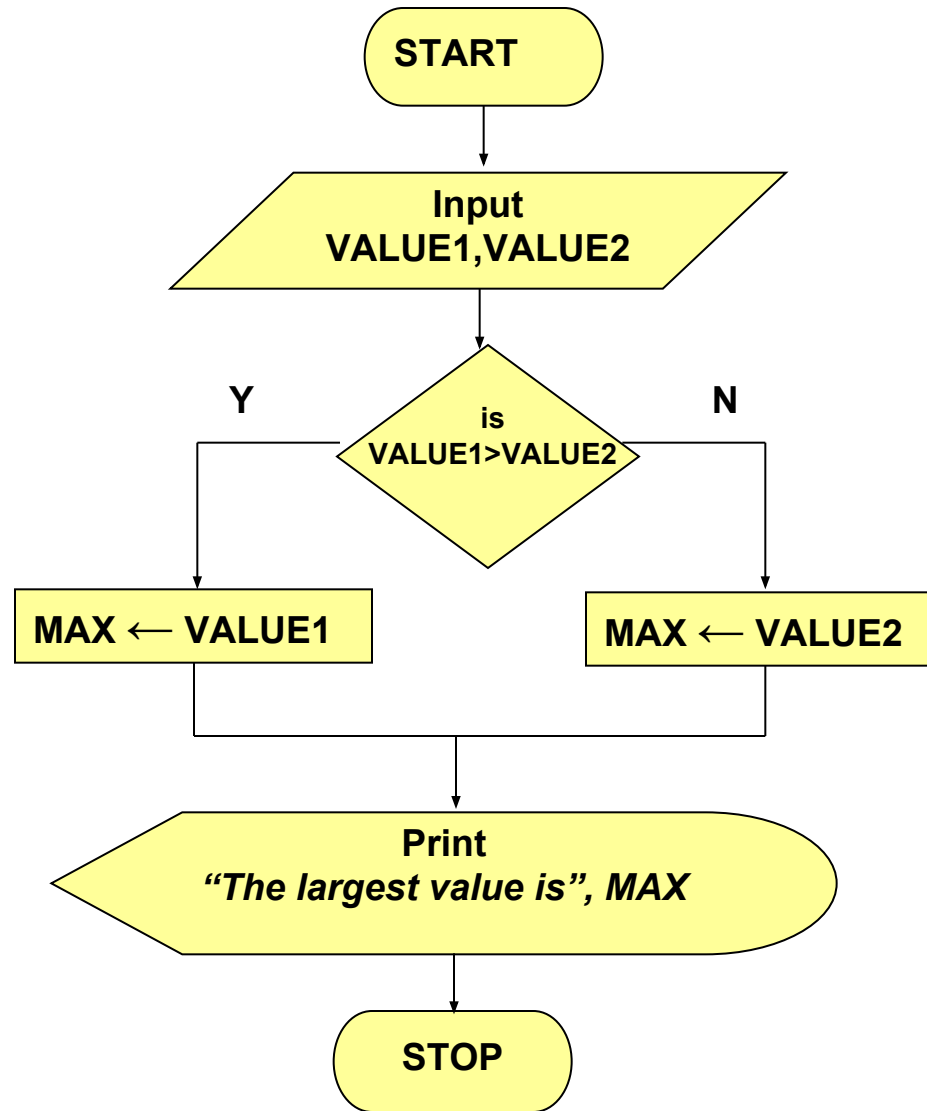 START
Input
VALUE1,VALUE2
Y
N
is
VALUE1>VALUE2
MAX ← VALUE1
MAX ← VALUE2
Print
“The largest value is”, MAX
STOP